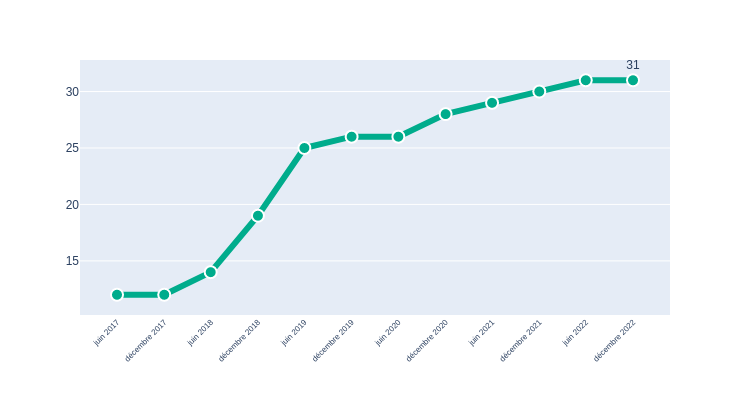 31
30
25
20
15
juin 2017
décembre 2017
juin 2018
décembre 2018
juin 2019
décembre 2019
juin 2020
décembre 2020
juin 2021
décembre 2021
juin 2022
décembre 2022